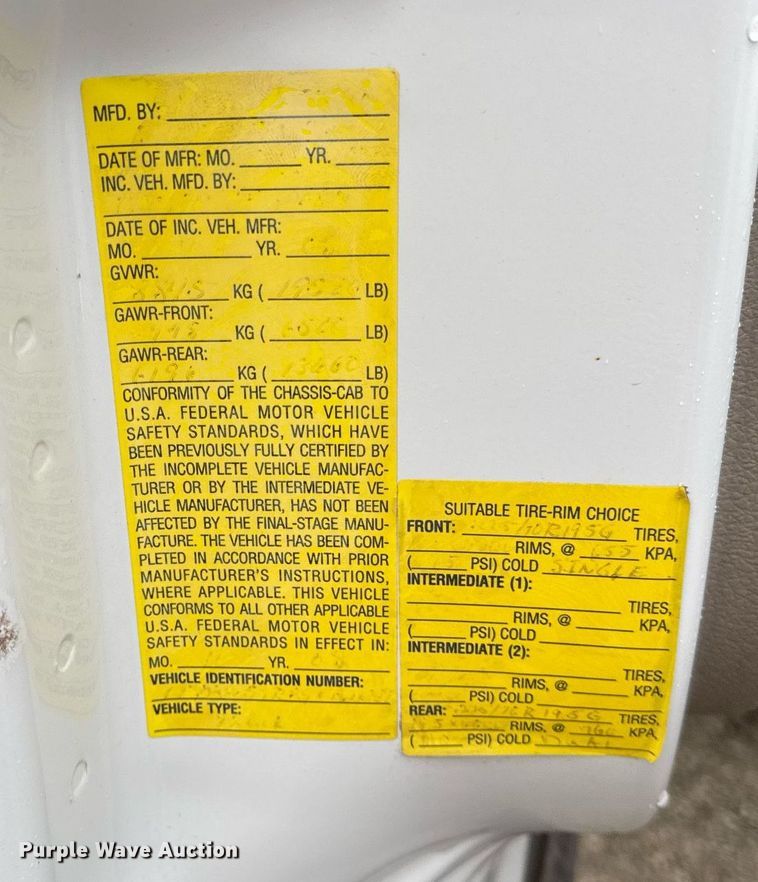 MFD. BY:
DATE OF MFR: MO. YR.
INC. VEH. MFD. BY:
DATE OF INC. VEH. MFR:
MO. YR.
GVWR:
KG ( LB)
GAWR-FRONT:
KG ( LB)
GAWR-REAR:
KG ( LB)
CONFORMITY OF THE CHASSIS-CAB TO
U.S.A. FEDERAL MOTOR VEHICLE
SAFETY STANDARDS, WHICH HAVE
BEEN PREVIOUSLY FULLY CERTIFIED BY
THE INCOMPLETE VEHICLE MANUFAC-
TURER OR BY THE INTERMEDIATE VE-
HICLE MANUFACTURER, HAS NOT BEEN
AFFECTED BY THE FINAL-STAGE MANU-
FACTURE. THE VEHICLE HAS BEEN COM-
PLETED IN ACCORDANCE WITH PRIOR
MANUFACTURER'S INSTRUCTIONS,
WHERE APPLICABLE. THIS VEHICLE
CONFORMS TO ALL OTHER APPLICABLE
U.S.A. FEDERAL MOTOR VEHICLE
SAFETY STANDARDS IN EFFECT IN:
MO. YR.
VEHICLE IDENTIFICATION NUMBER:
VEHICLE TYPE:
SUITABLE TIRE-RIM CHOICE
FRONT: TIRES,
RIMS, @ 655 KPA,
( PSI) COLD SINGLE
INTERMEDIATE (1):
TIRES,
RIMS, @ KPA,
( PSI) COLD
INTERMEDIATE (2):
TIRES,
RIMS, @ KPA,
( PSI) COLD
REAR: TIRES,
RIMS, @ KPA,
( PSI) COLD
Purple Wave Auction